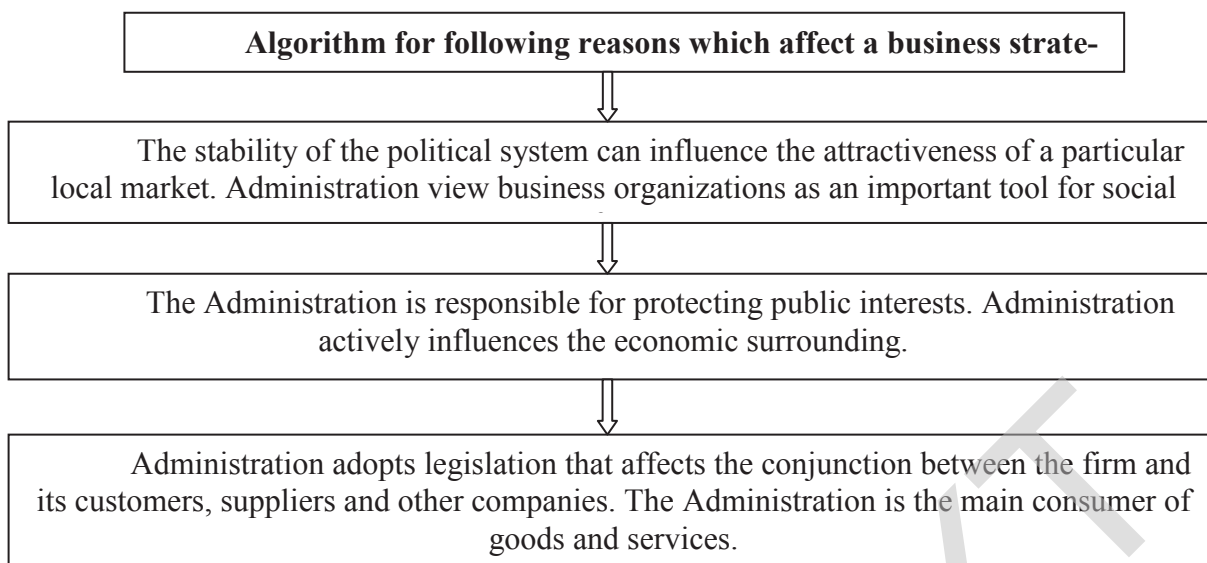 Algorithm for following reasons which affect a business strate-
The stability of the political system can influence the attractiveness of a particular
local market. Administration view business organizations as an important tool for social
The Administration is responsible for protecting public interests. Administration
actively influences the economic surrounding.
Administration adopts legislation that affects the conjunction between the firm and
its customers, suppliers and other companies. The Administration is the main consumer of
goods and services.